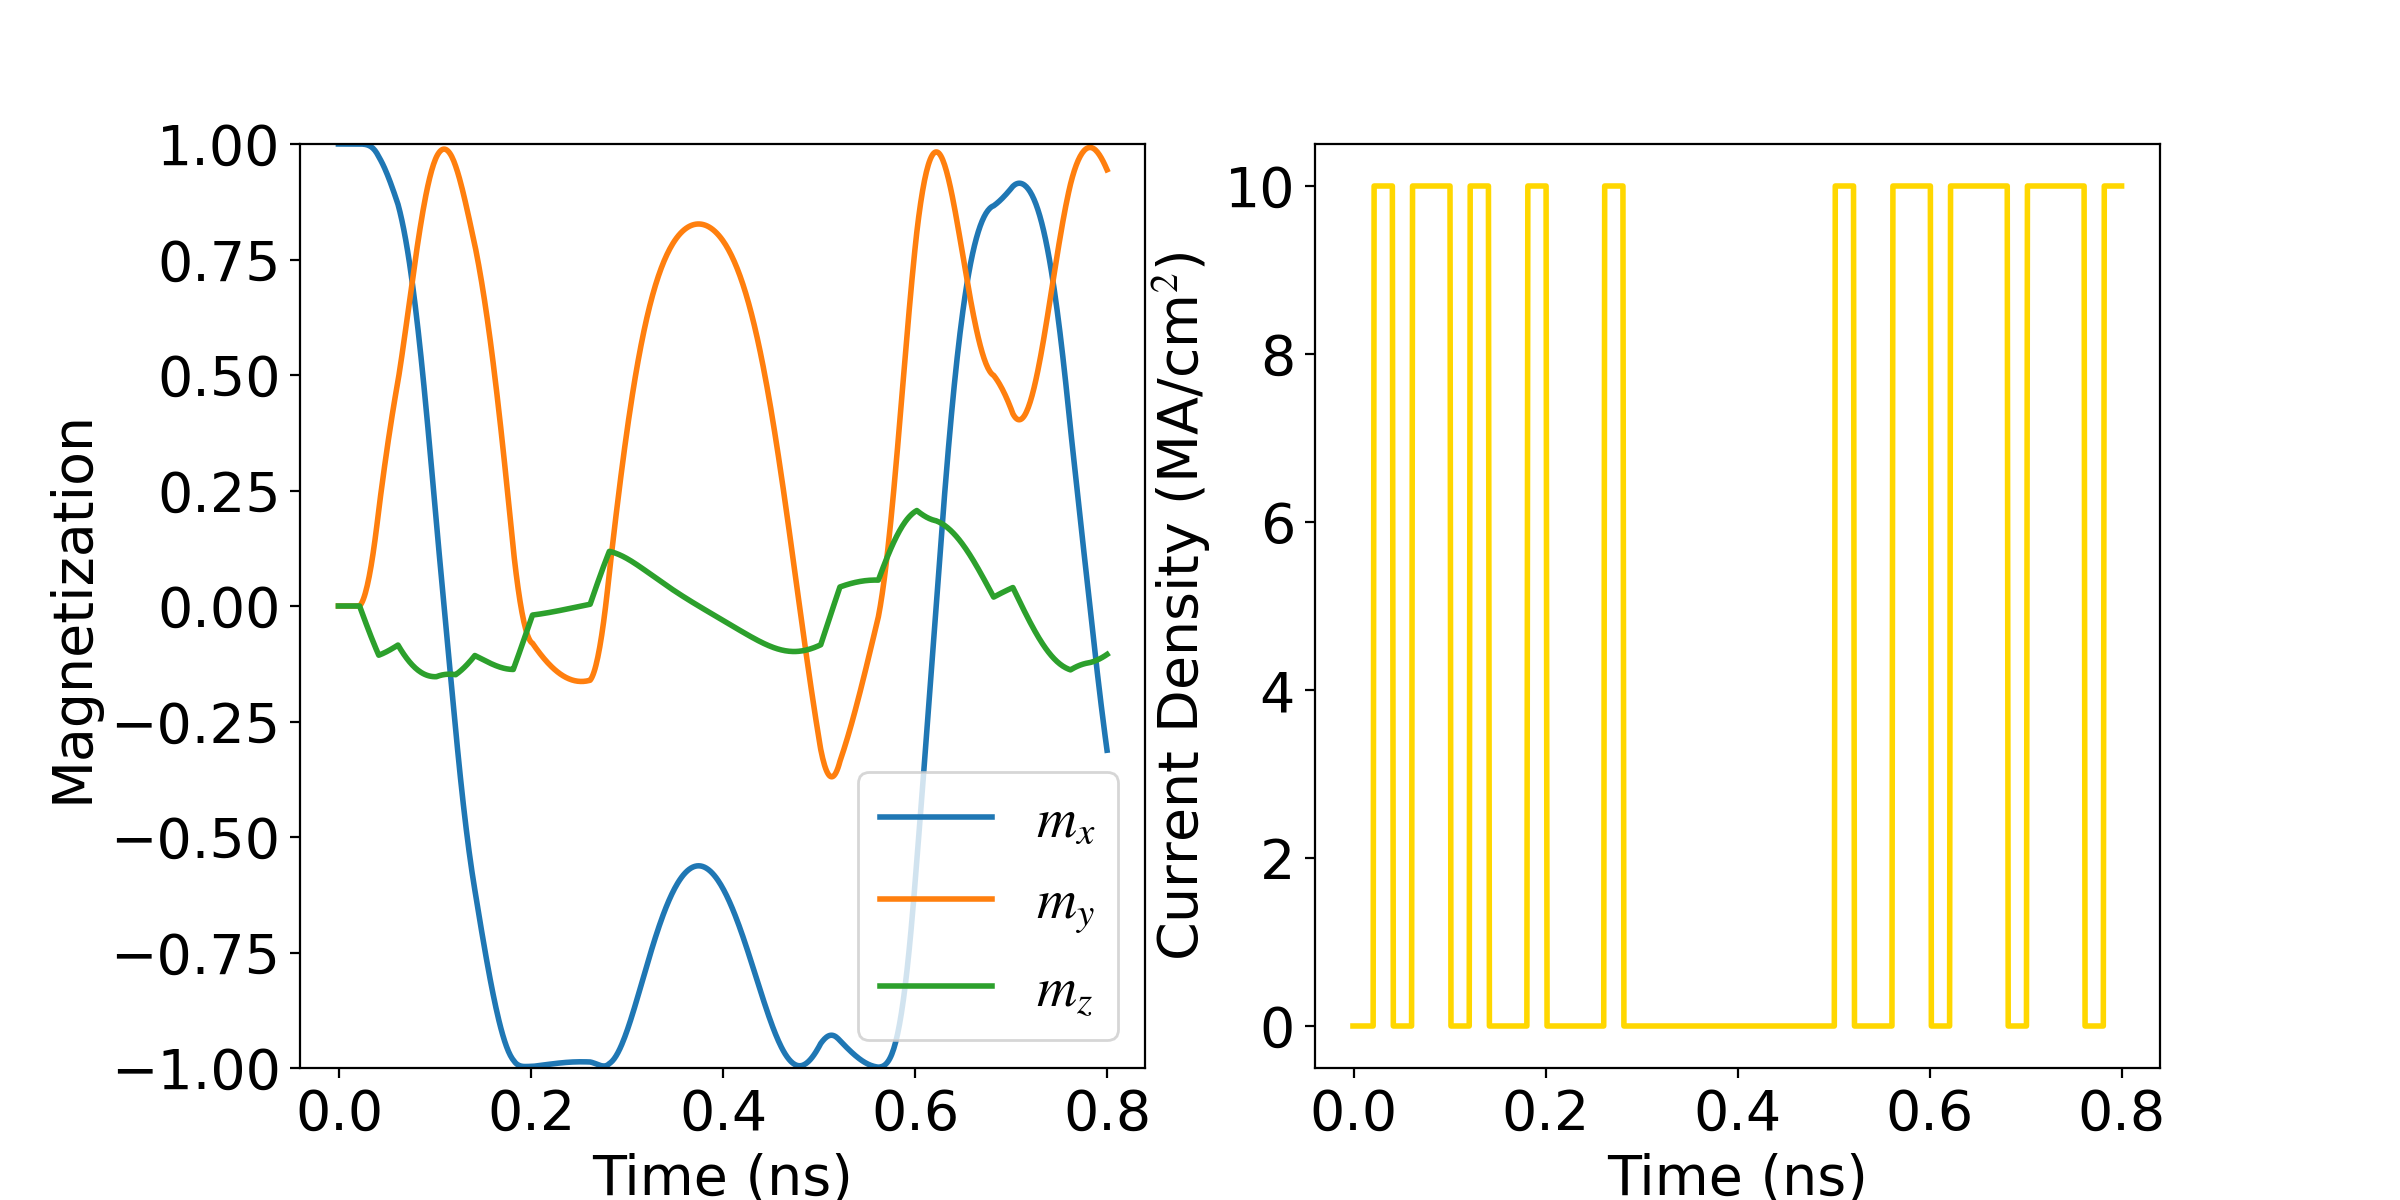 1.00
0.75
0.50
0.25
0.00
−0.25
−0.50
−0.75
−1.00
Magnetization
0.0 0.2 0.4 0.6 0.8
Time (ns)
m_x
m_y
m_z
10
8
6
4
2
0
Current Density (MA/cm²)
0.0 0.2 0.4 0.6 0.8
Time (ns)